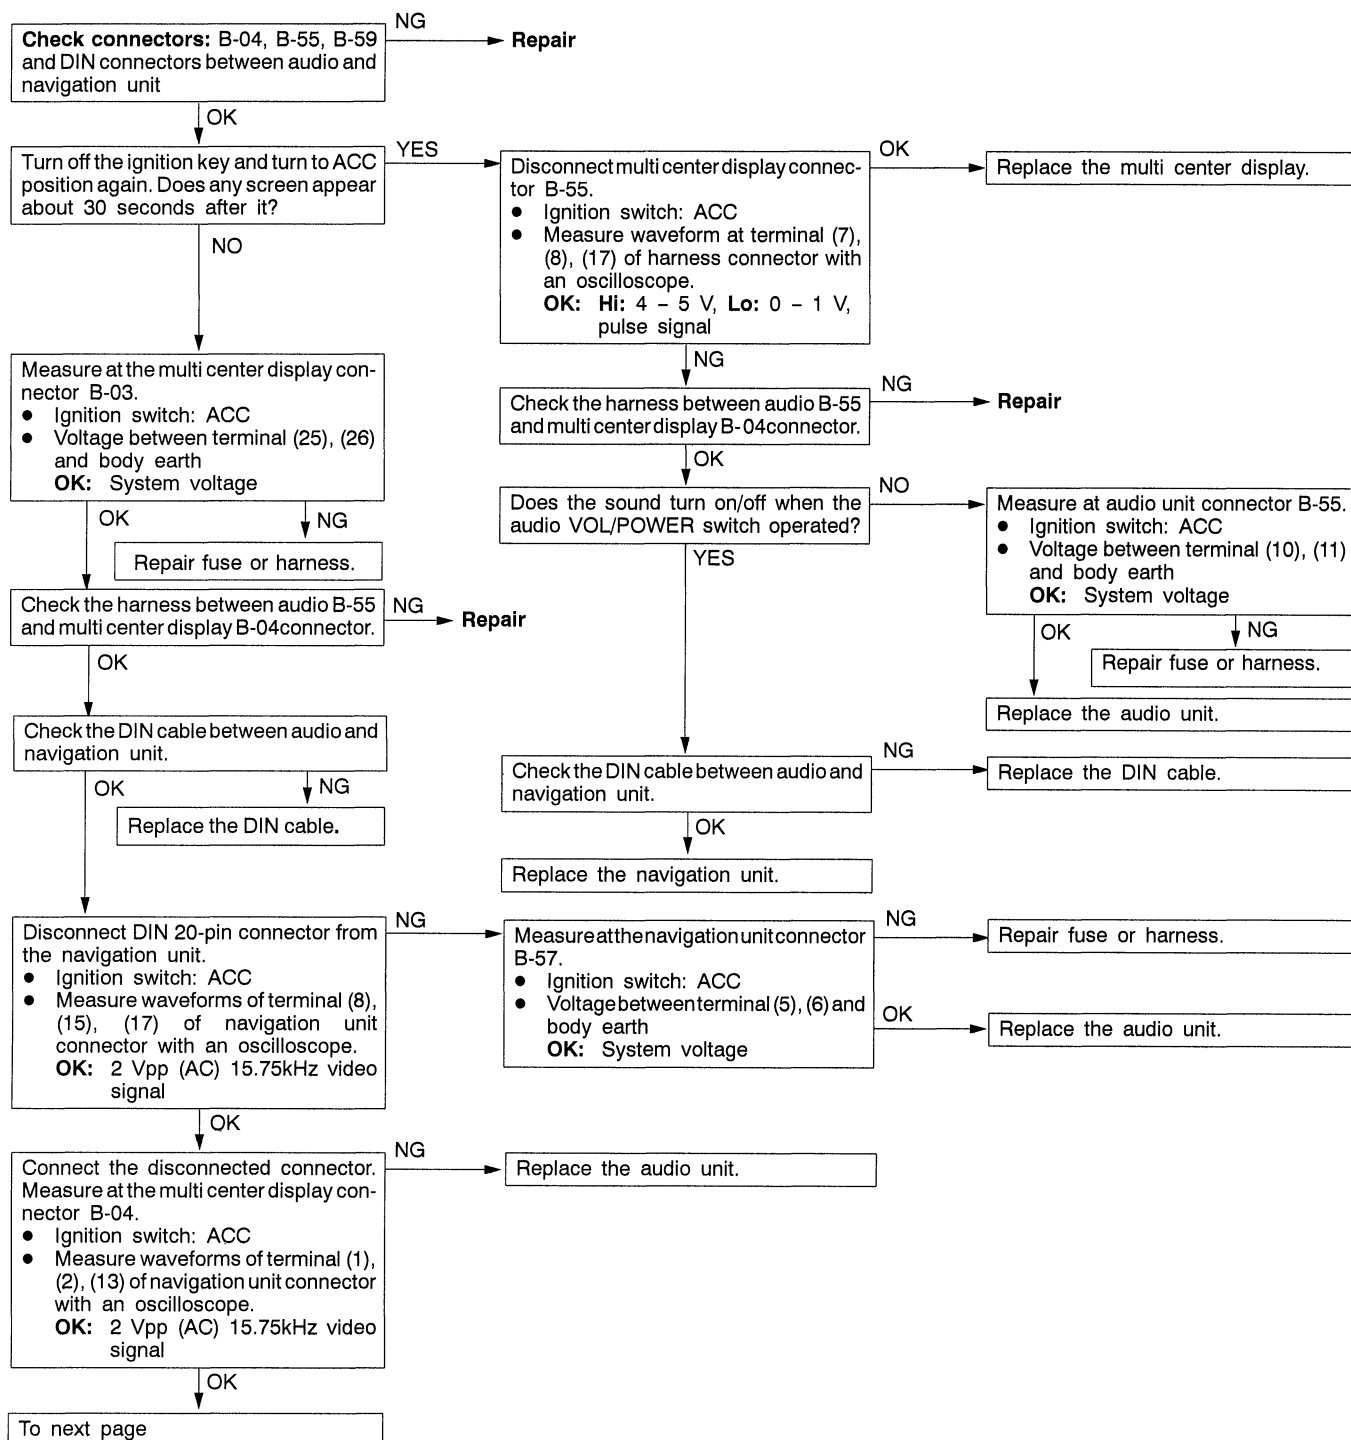 NG
Check connectors: B-04, B-55, B-59
and DIN connectors between audio and
navigation unit
Repair
OK
Turn off the ignition key and turn to ACC
position again. Does any screen appear
about 30 seconds after it?
YES
NO
Disconnect multi center display connec-
tor B-55.
● Ignition switch: ACC
● Measure waveform at terminal (7),
(8), (17) of harness connector with
an oscilloscope.
OK: Hi: 4 – 5 V, Lo: 0 – 1 V,
pulse signal
OK
Replace the multi center display.
NG
Measure at the multi center display con-
nector B-03.
● Ignition switch: ACC
● Voltage between terminal (25), (26)
and body earth
OK: System voltage
OK
NG
Repair fuse or harness.
Check the harness between audio B-55
and multi center display B-04connector.
NG
Repair
OK
Does the sound turn on/off when the
audio VOL/POWER switch operated?
NO
YES
Measure at audio unit connector B-55.
● Ignition switch: ACC
● Voltage between terminal (10), (11)
and body earth
OK: System voltage
OK
NG
Repair fuse or harness.
Replace the audio unit.
Check the harness between audio B-55
and multi center display B-04connector.
NG
Repair
OK
Check the DIN cable between audio and
navigation unit.
OK
NG
Replace the DIN cable.
Check the DIN cable between audio and
navigation unit.
NG
Replace the DIN cable.
OK
Replace the navigation unit.
Disconnect DIN 20-pin connector from
the navigation unit.
● Ignition switch: ACC
● Measure waveforms of terminal (8),
(15), (17) of navigation unit
connector with an oscilloscope.
OK: 2 Vpp (AC) 15.75kHz video
signal
NG
Measure at the navigation unit connector
B-57.
● Ignition switch: ACC
● Voltage between terminal (5), (6) and
body earth
OK: System voltage
NG
Repair fuse or harness.
OK
Replace the audio unit.
OK
Connect the disconnected connector.
Measure at the multi center display con-
nector B-04.
● Ignition switch: ACC
● Measure waveforms of terminal (1),
(2), (13) of navigation unit connector
with an oscilloscope.
OK: 2 Vpp (AC) 15.75kHz video
signal
NG
Replace the audio unit.
OK
To next page